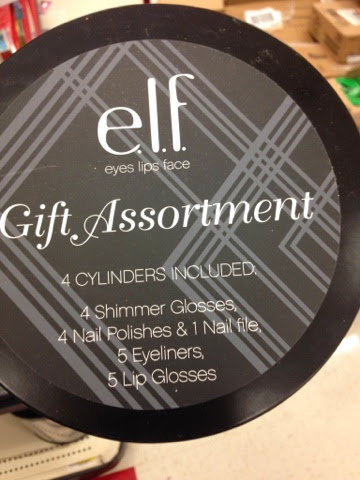 e.l.f.
eyes lips face
Gift Assortment
4 CYLINDERS INCLUDED:
4 Shimmer Glosses,
4 Nail Polishes & 1 Nail file,
5 Eyeliners,
5 Lip Glosses